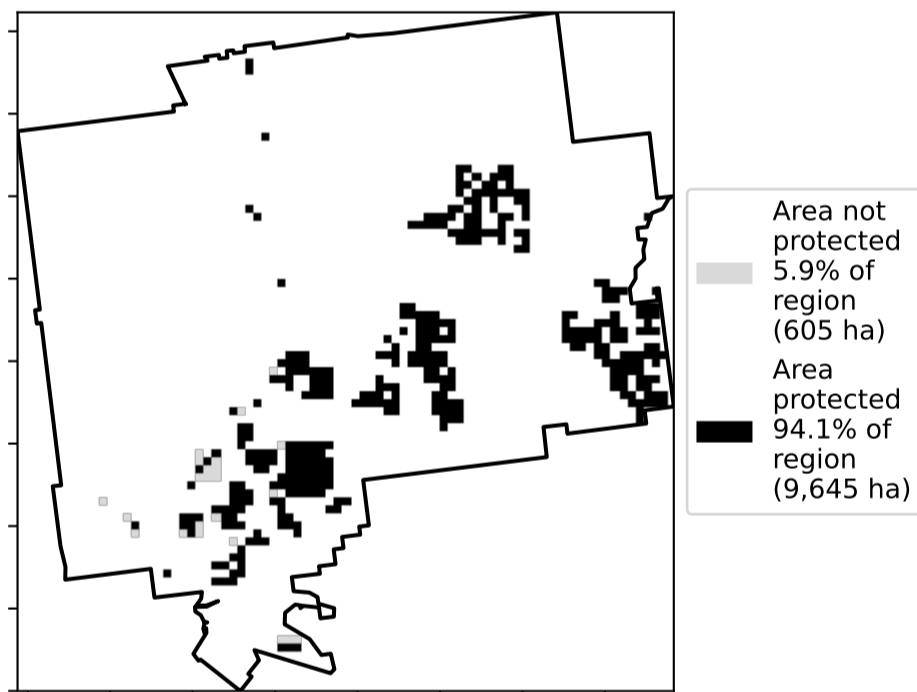 Area not
protected
5.9% of
region
(605 ha)
Area
protected
94.1% of
region
(9,645 ha)